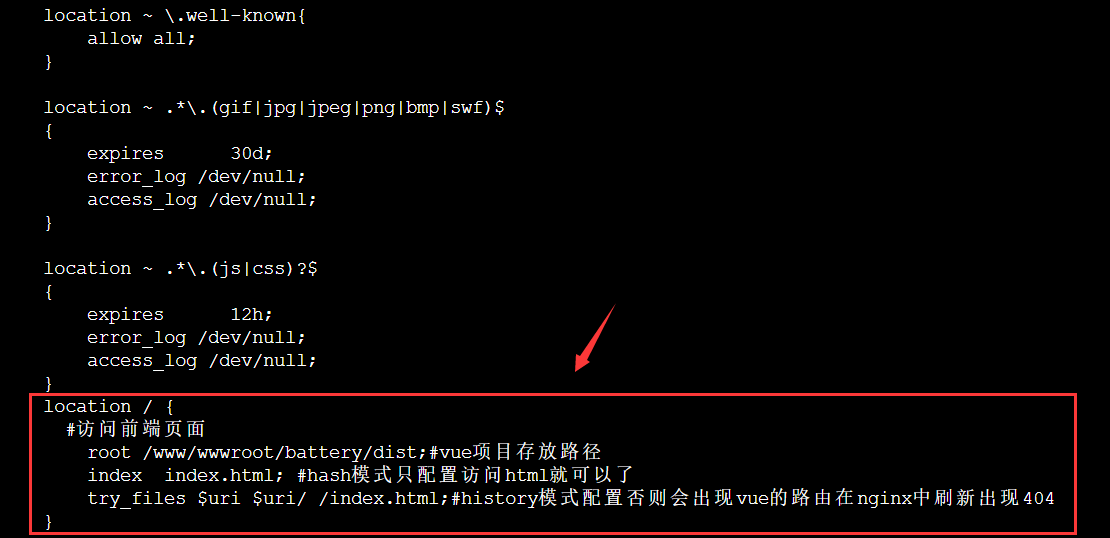 location ~ \.well-known{
allow all;
}
location ~ .*\.(gif|jpg|jpeg|png|bmp|swf)$
{
expires      30d;
error_log /dev/null;
access_log /dev/null;
}
location ~ .*\.(js|css)?$
{
expires      12h;
error_log /dev/null;
access_log /dev/null;
}
location / {
#访问前端页面
root /www/wwwroot/battery/dist;#vue项目存放路径
index  index.html; #hash模式只配置访问html就可以了
try_files $uri $uri/ /index.html;#history模式配置否则会出现vue的路由在nginx中刷新出现404
}